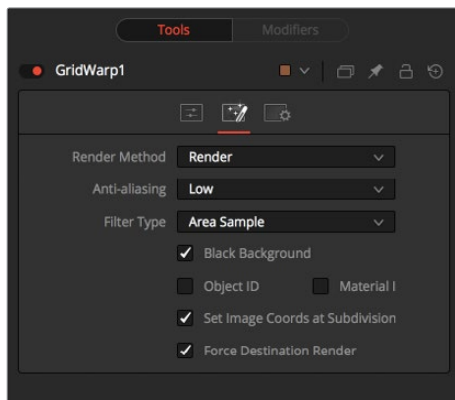 Tools Modifiers
GridWarp1
Render Method Render
Anti-aliasing Low
Filter Type Area Sample
Black Background
Object ID Material I
Set Image Coords at Subdivision
Force Destination Render